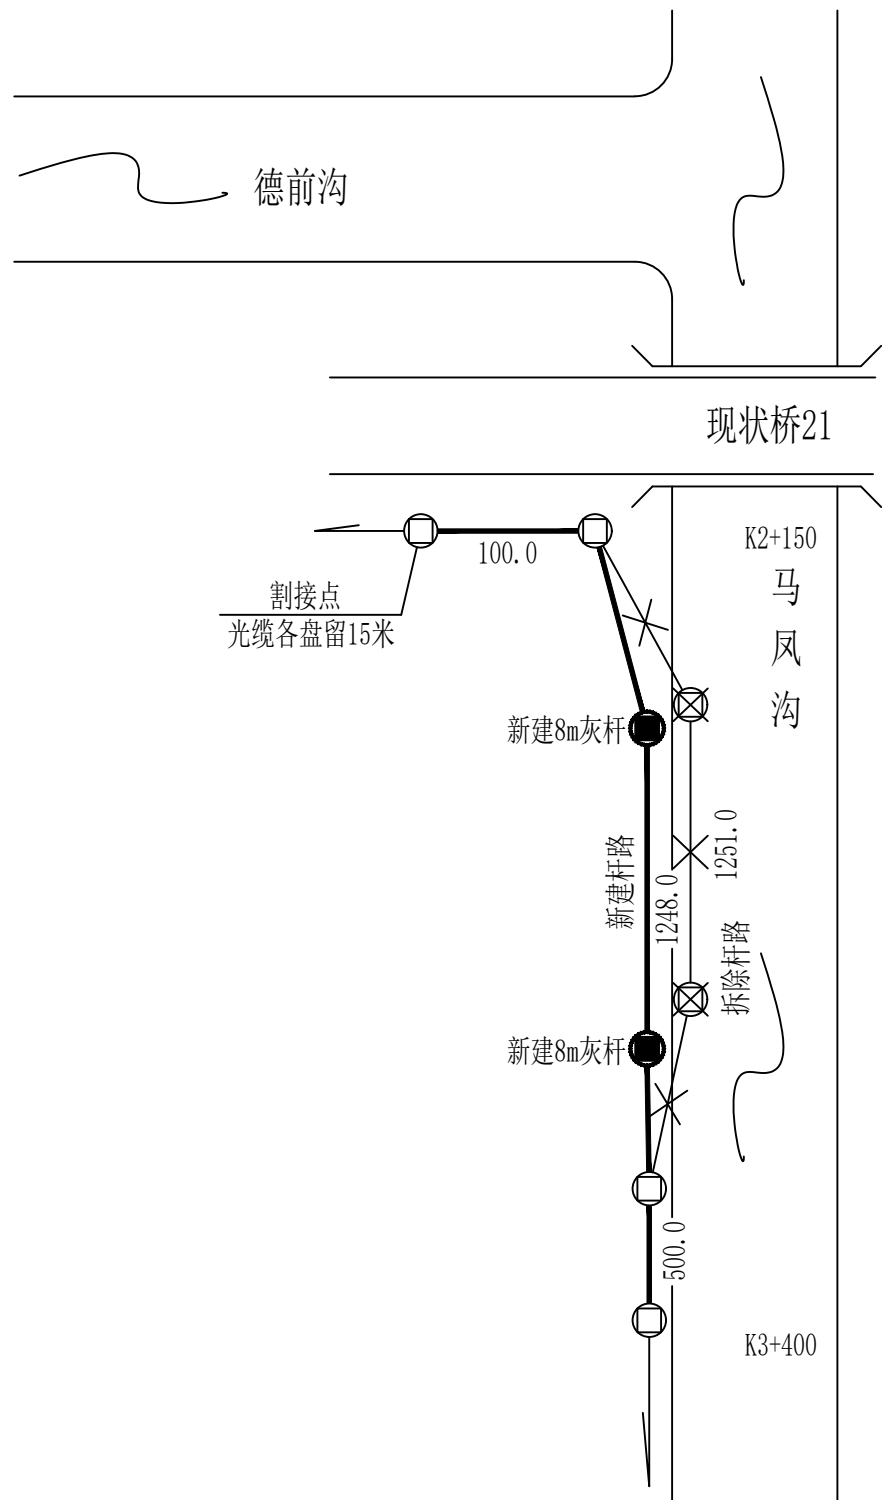 德前沟
现状桥21
K2+150
100.0
马凤沟
割接点
光缆各盘留15米
新建8m灰杆
新建杆路
1248.0
1251.0
拆除杆路
新建8m灰杆
500.0
K3+400